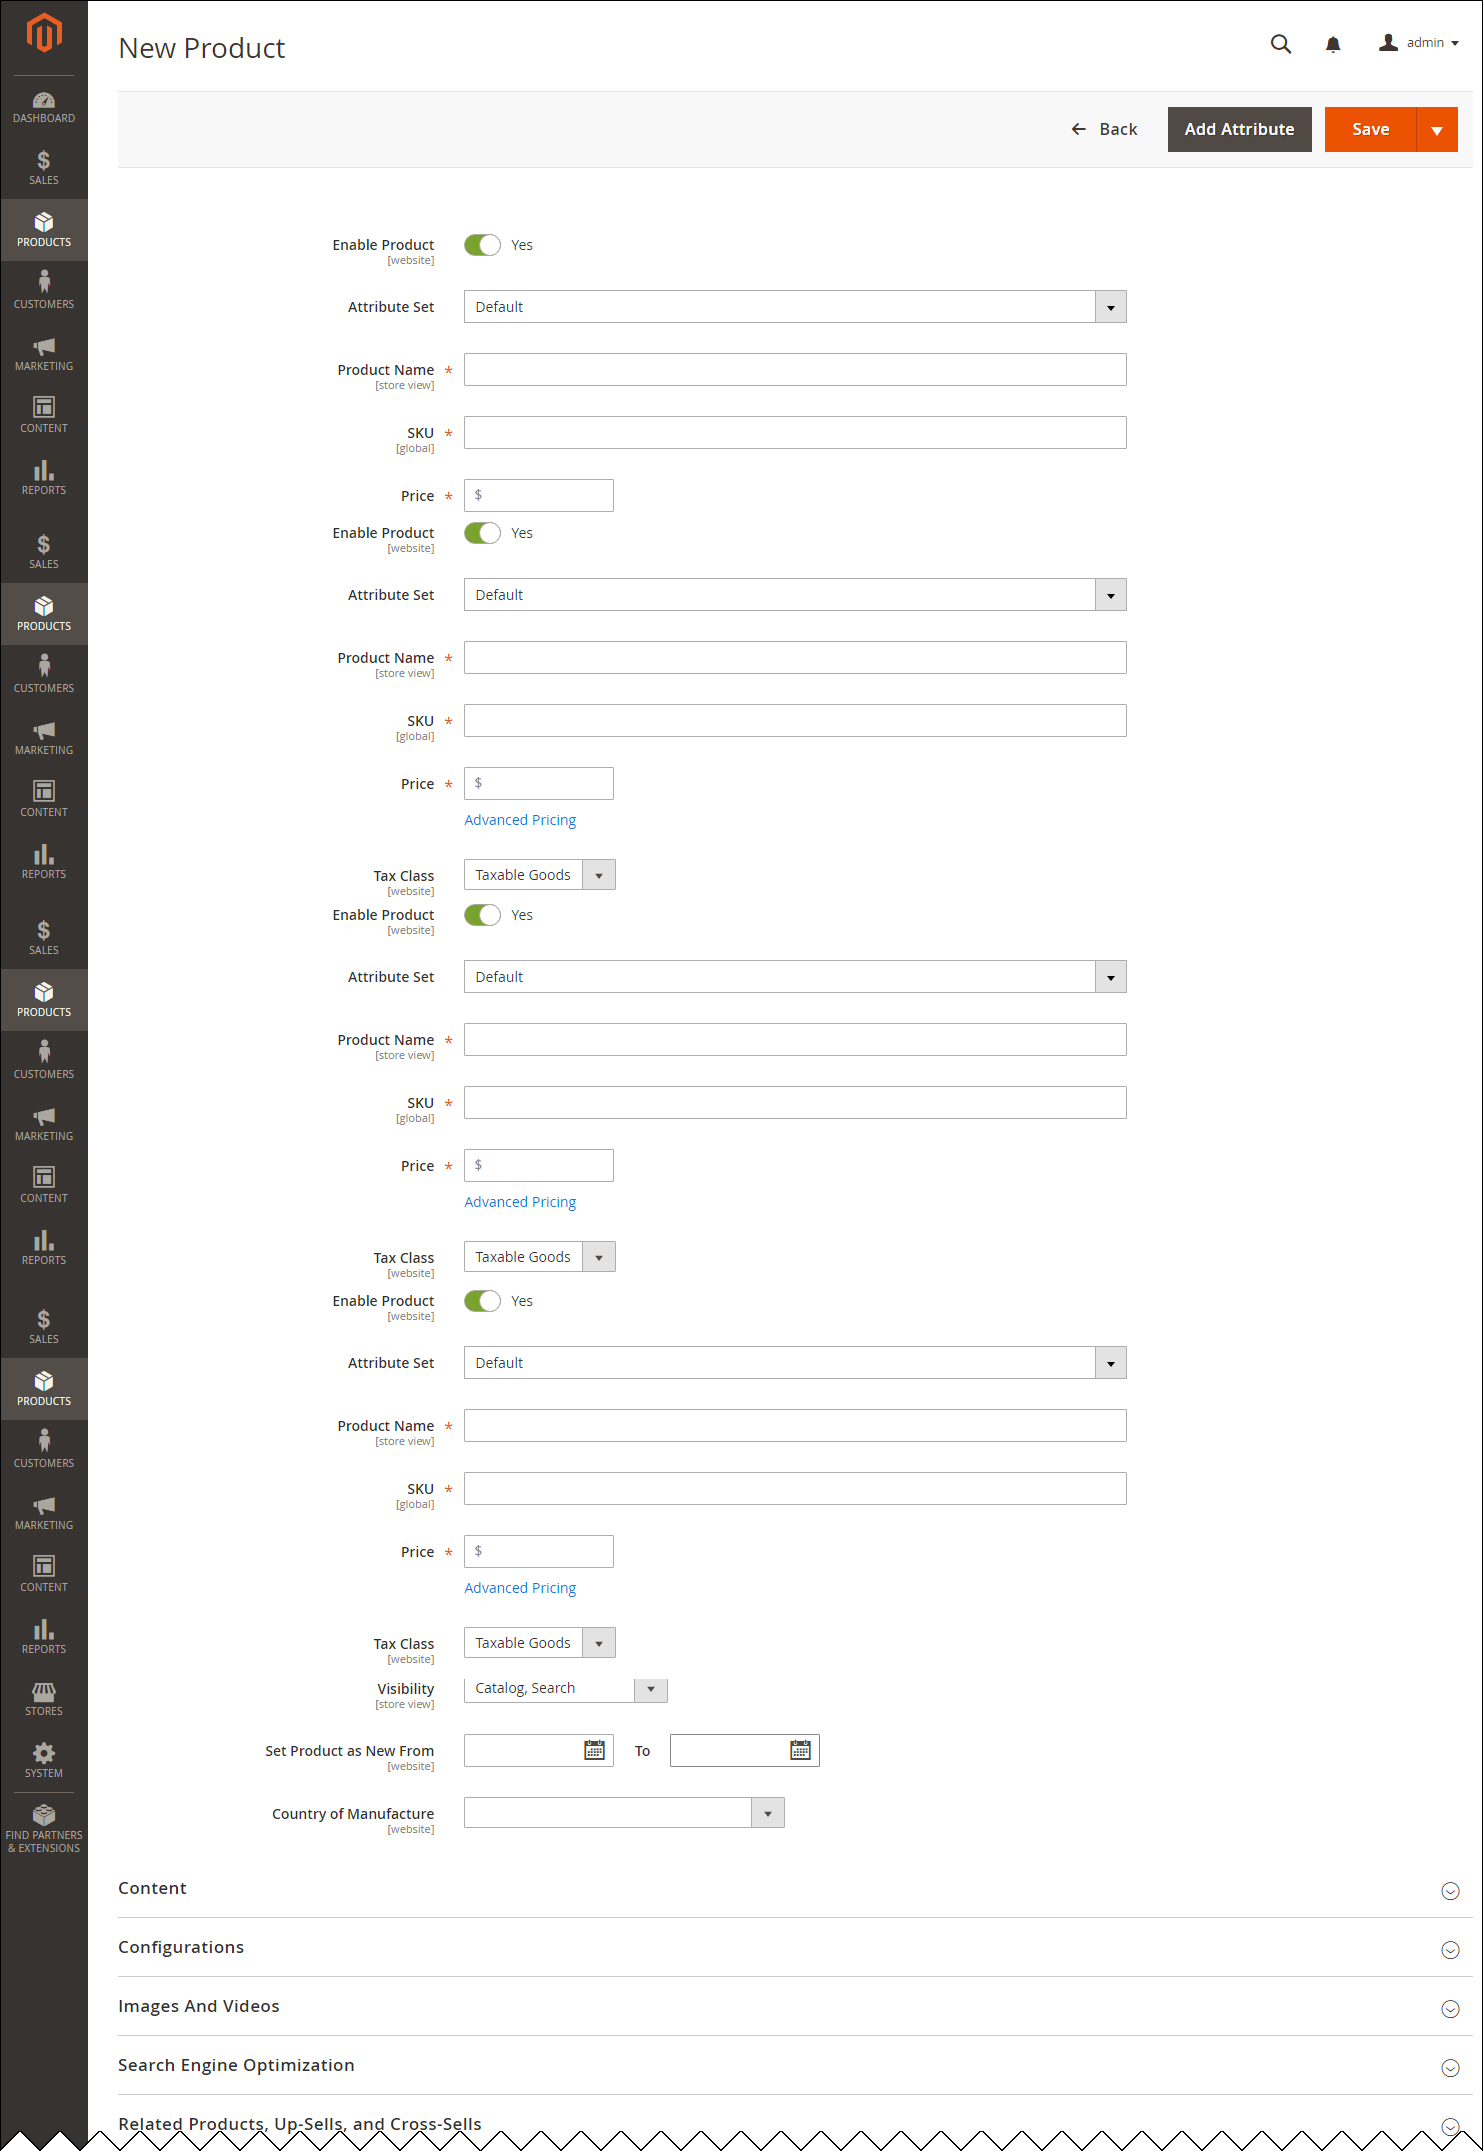 New Product
admin
Back
Add Attribute
Save
DASHBOARD
SALES
PRODUCTS
CUSTOMERS
MARKETING
CONTENT
REPORTS
SALES
PRODUCTS
CUSTOMERS
MARKETING
CONTENT
REPORTS
SALES
PRODUCTS
CUSTOMERS
MARKETING
CONTENT
REPORTS
SALES
PRODUCTS
CUSTOMERS
MARKETING
CONTENT
REPORTS
STORES
SYSTEM
FIND PARTNERS
& EXTENSIONS
Enable Product Yes
[website]
Attribute Set Default
Product Name *
[store view]
SKU *
[global]
Price * $
Enable Product Yes
[website]
Attribute Set Default
Product Name *
[store view]
SKU *
[global]
Price * $
Advanced Pricing
Tax Class Taxable Goods
[website]
Enable Product Yes
[website]
Attribute Set Default
Product Name *
[store view]
SKU *
[global]
Price * $
Advanced Pricing
Tax Class Taxable Goods
[website]
Enable Product Yes
[website]
Attribute Set Default
Product Name *
[store view]
SKU *
[global]
Price * $
Advanced Pricing
Tax Class Taxable Goods
[website]
Visibility Catalog, Search
[store view]
Set Product as New From To
[website]
Country of Manufacture
[website]
Content
Configurations
Images And Videos
Search Engine Optimization
Related Products, Up-Sells, and Cross-Sells